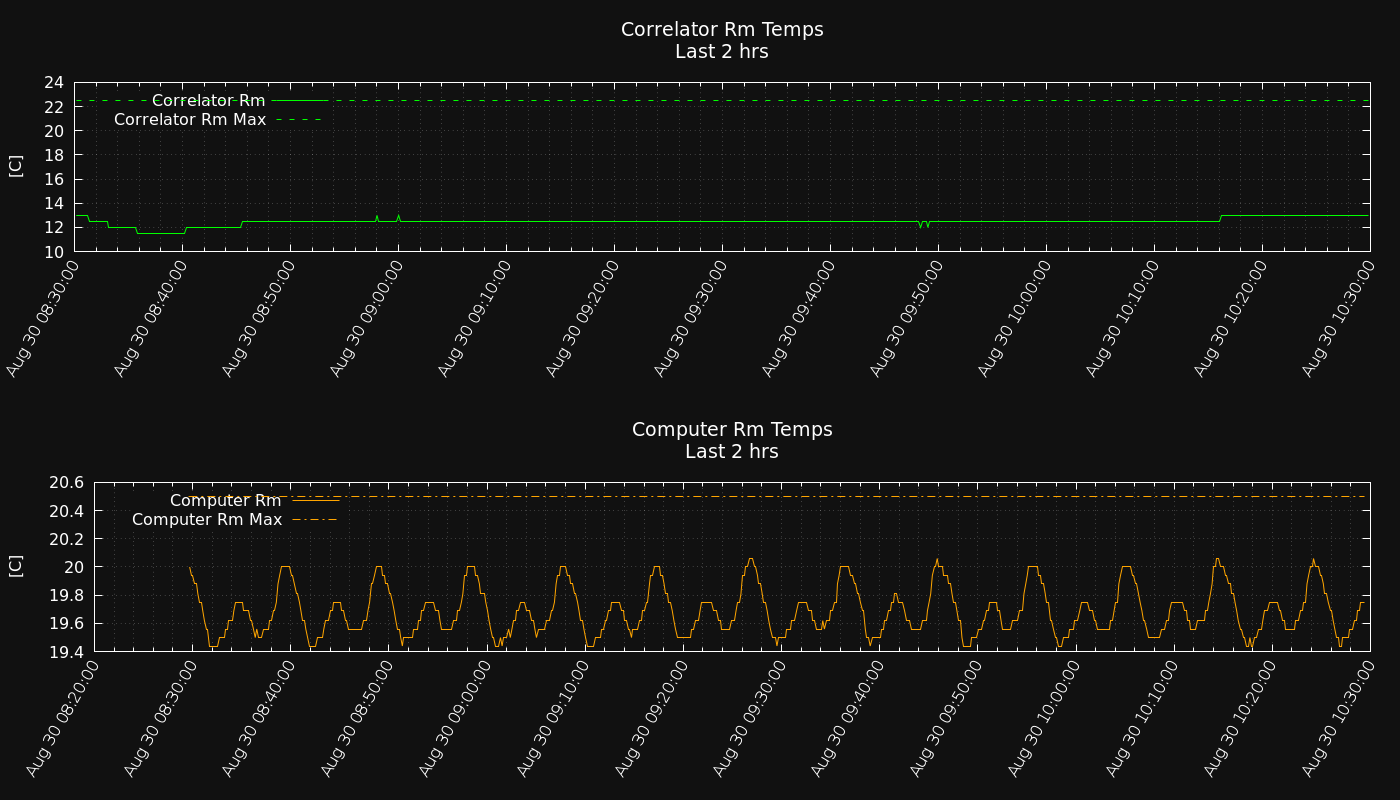 Correlator Rm Temps
Last 2 hrs
24
22
20
18
16
14
12
10
[C]
Correlator Rm
Correlator Rm Max
Aug 30 08:30:00
Aug 30 08:40:00
Aug 30 08:50:00
Aug 30 09:00:00
Aug 30 09:10:00
Aug 30 09:20:00
Aug 30 09:30:00
Aug 30 09:40:00
Aug 30 09:50:00
Aug 30 10:00:00
Aug 30 10:10:00
Aug 30 10:20:00
Aug 30 10:30:00
Computer Rm Temps
Last 2 hrs
20.6
20.4
20.2
20
19.8
19.6
19.4
[C]
Computer Rm
Computer Rm Max
Aug 30 08:20:00
Aug 30 08:30:00
Aug 30 08:40:00
Aug 30 08:50:00
Aug 30 09:00:00
Aug 30 09:10:00
Aug 30 09:20:00
Aug 30 09:30:00
Aug 30 09:40:00
Aug 30 09:50:00
Aug 30 10:00:00
Aug 30 10:10:00
Aug 30 10:20:00
Aug 30 10:30:00